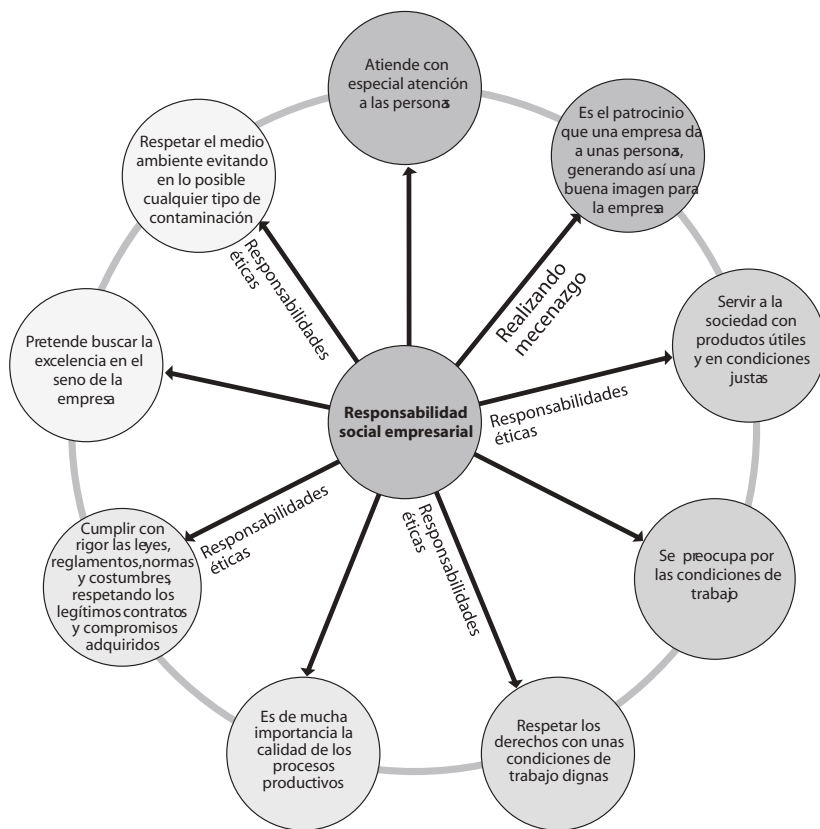 Atiende con
especial atención
a las personas
Es el patrocinio
que una empresa da
a unas personas,
generando así una
buena imagen para
la empresa
Respetar el medio
ambiente evitando
en lo posible
cualquier tipo de
contaminación
Responsabilidades
éticas
Realizando
mecenazgo
Servir a la
sociedad con
productos útiles
y en condiciones
justas
Pretende buscar la
excelencia en el
seno de la
empresa
Responsabilidad
social empresarial
Responsabilidades
éticas
Cumplir con
rigor las leyes,
reglamentos,normas
y costumbres,
respetando los
legítimos contratos
y compromisos
adquiridos
Responsabilidades
éticas
Responsabilidades
éticas
Se preocupa por
las condiciones de
trabajo
Es de mucha
importancia la
calidad de los
procesos
productivos
Respetar los
derechos con unas
condiciones de
trabajo dignas